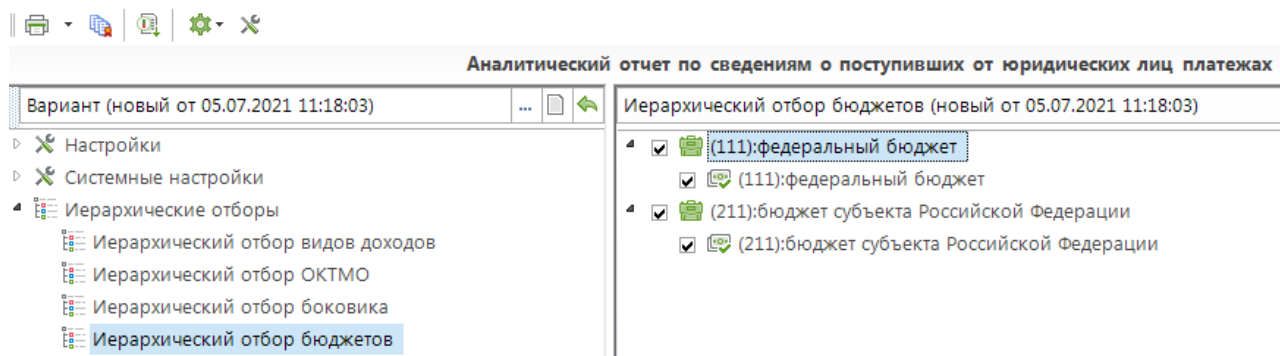 Аналитический отчет по сведениям о поступивших от юридических лиц платежах
Вариант (новый от 05.07.2021 11:18:03)
...
Настройки
Системные настройки
Иерархические отборы
Иерархический отбор видов доходов
Иерархический отбор ОКТМО
Иерархический отбор боковика
Иерархический отбор бюджетов
Иерархический отбор бюджетов (новый от 05.07.2021 11:18:03)
(111):федеральный бюджет
(111):федеральный бюджет
(211):бюджет субъекта Российской Федерации
(211):бюджет субъекта Российской Федерации